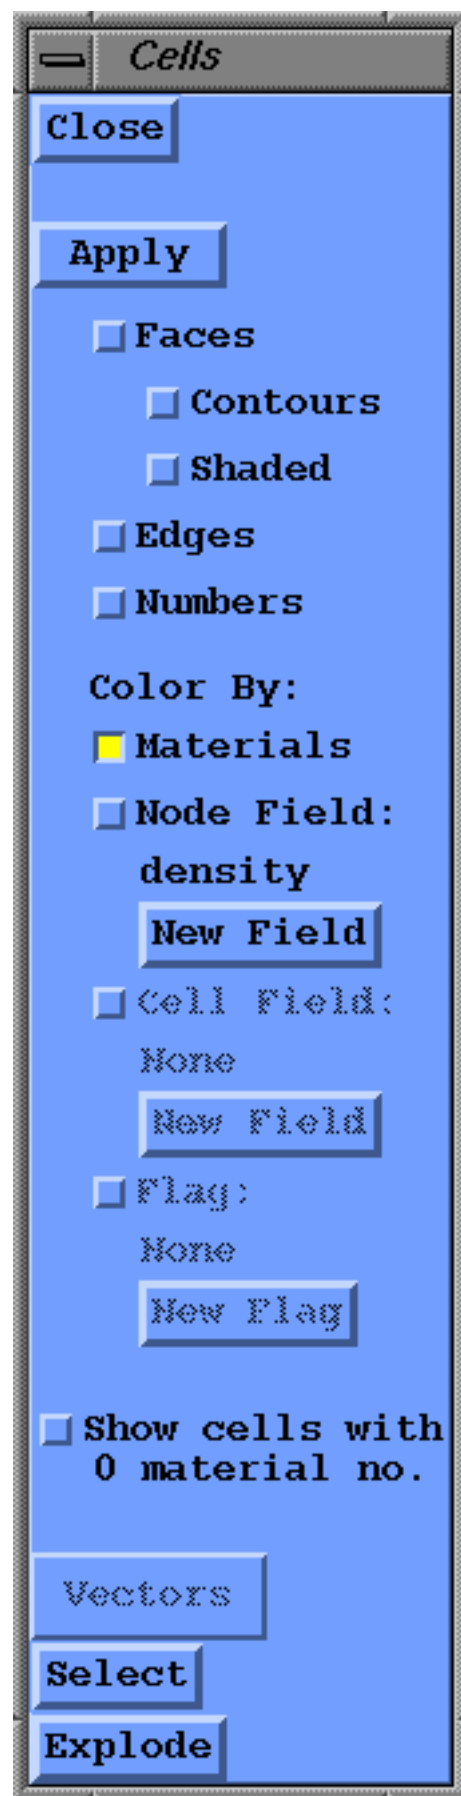 Cells
Close
Apply
Faces
Contours
Shaded
Edges
Numbers
Color By:
Materials
Node Field:
density
New Field
Cell Field:
None
New Field
Flag:
None
New Flag
Show cells with
0 material no.
Vectors
Select
Explode